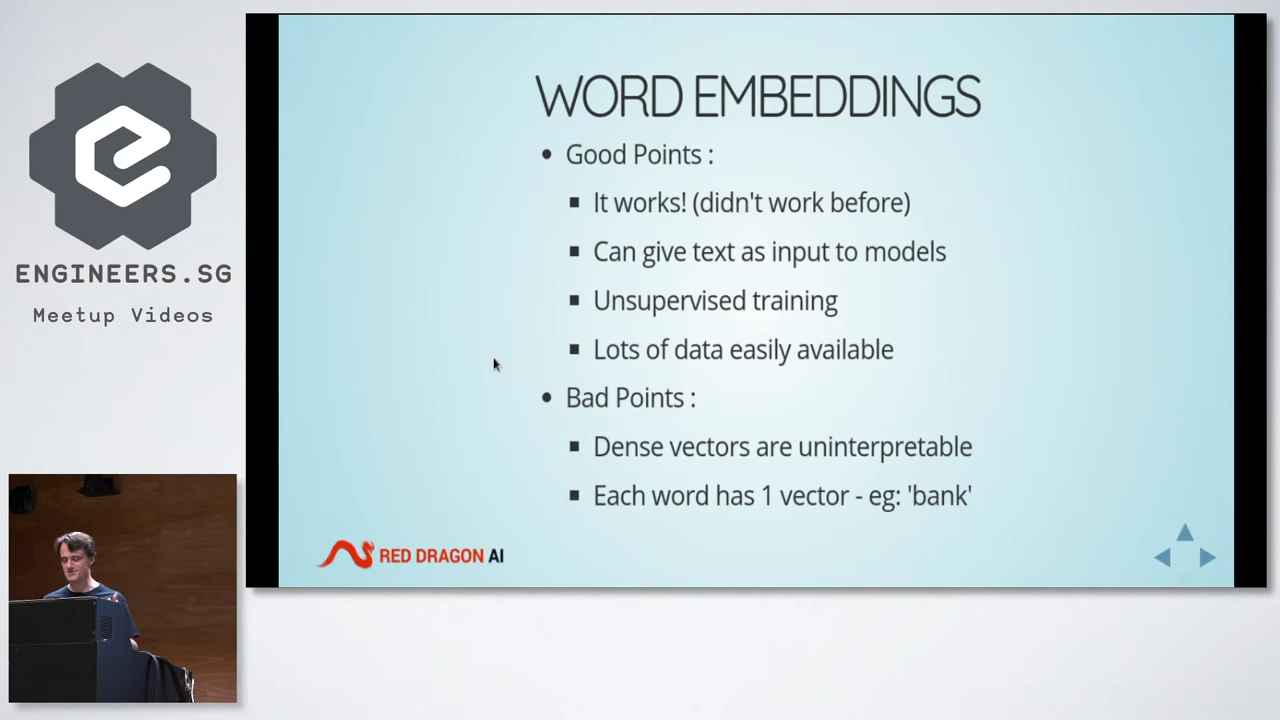 ENGINEERS.SG
Meetup Videos
WORD EMBEDDINGS
Good Points :
It works! (didn't work before)
Can give text as input to models
Unsupervised training
Lots of data easily available
Bad Points :
Dense vectors are uninterpretable
Each word has 1 vector - eg: 'bank'
RED DRAGON AI